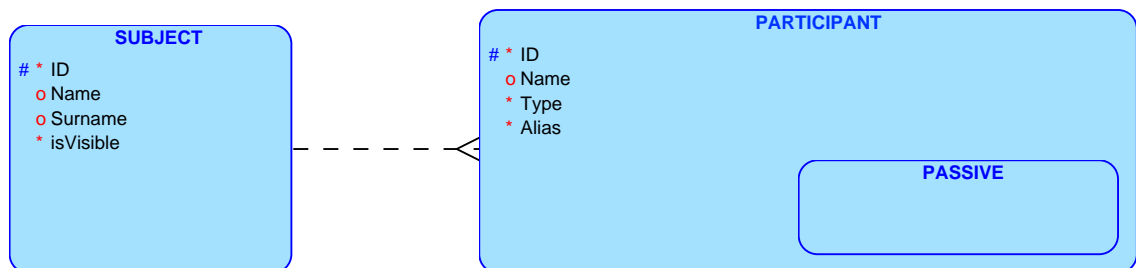 SUBJECT
# * ID
o Name
o Surname
* isVisible
PARTICIPANT
# * ID
o Name
* Type
* Alias
PASSIVE